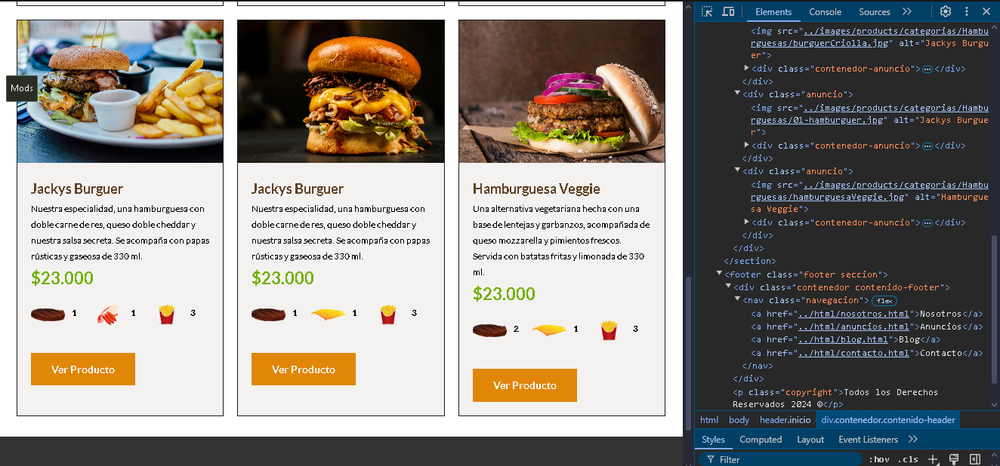 Mods
Jackys Burguer
Nuestra especialidad, una hamburguesa con
doble carne de res, queso doble cheddar y
nuestra salsa secreta. Se acompaña con papas
rústicas y gaseosa de 330 ml.
$23.000
1 1 3
Ver Producto
Jackys Burguer
Nuestra especialidad, una hamburguesa con
doble carne de res, queso doble cheddar y
nuestra salsa secreta. Se acompaña con papas
rústicas y gaseosa de 330 ml.
$23.000
1 1 3
Ver Producto
Hamburguesa Veggie
Una alternativa vegetariana hecha con una
base de lentejas y garbanzos, acompañada de
queso mozzarella y pimientos frescos.
Servida con batatas fritas y limonada de 330
ml.
$23.000
2 1 3
Ver Producto
Elements Console Sources
<img src="../images/products/categorias/Hambu
rguesas/burguerCriolla.jpg" alt="Jackys Burgu
er">
<div class="contenedor-anuncio">…</div>
</div>
<div class="anuncio">
<img src="../images/products/categorias/Hambu
rguesas/01-hamburguer.jpg" alt="Jackys Burgue
r">
<div class="contenedor-anuncio">…</div>
</div>
<div class="anuncio">
<img src="../images/products/categorias/Hambu
rguesas/hamburguesaVeggie.jpg" alt="Hamburgue
sa Veggie">
<div class="contenedor-anuncio">…</div>
</div>
</div>
</section>
<footer class="footer seccion">
<div class="contenedor contenido-footer">
<nav class="navegacion"> flex
<a href="../html/nosotros.html">Nosotros</a>
<a href="../html/anuncios.html">Anuncios</a>
<a href="../html/blog.html">Blog</a>
<a href="../html/contacto.html">Contacto</a>
</nav>
</div>
<p class="copyright">Todos los Derechos
Reservados 2024 ©</p>
html body header.inicio div.contenedor.contenido-header
Styles Computed Layout Event Listeners
Filter :hov .cls